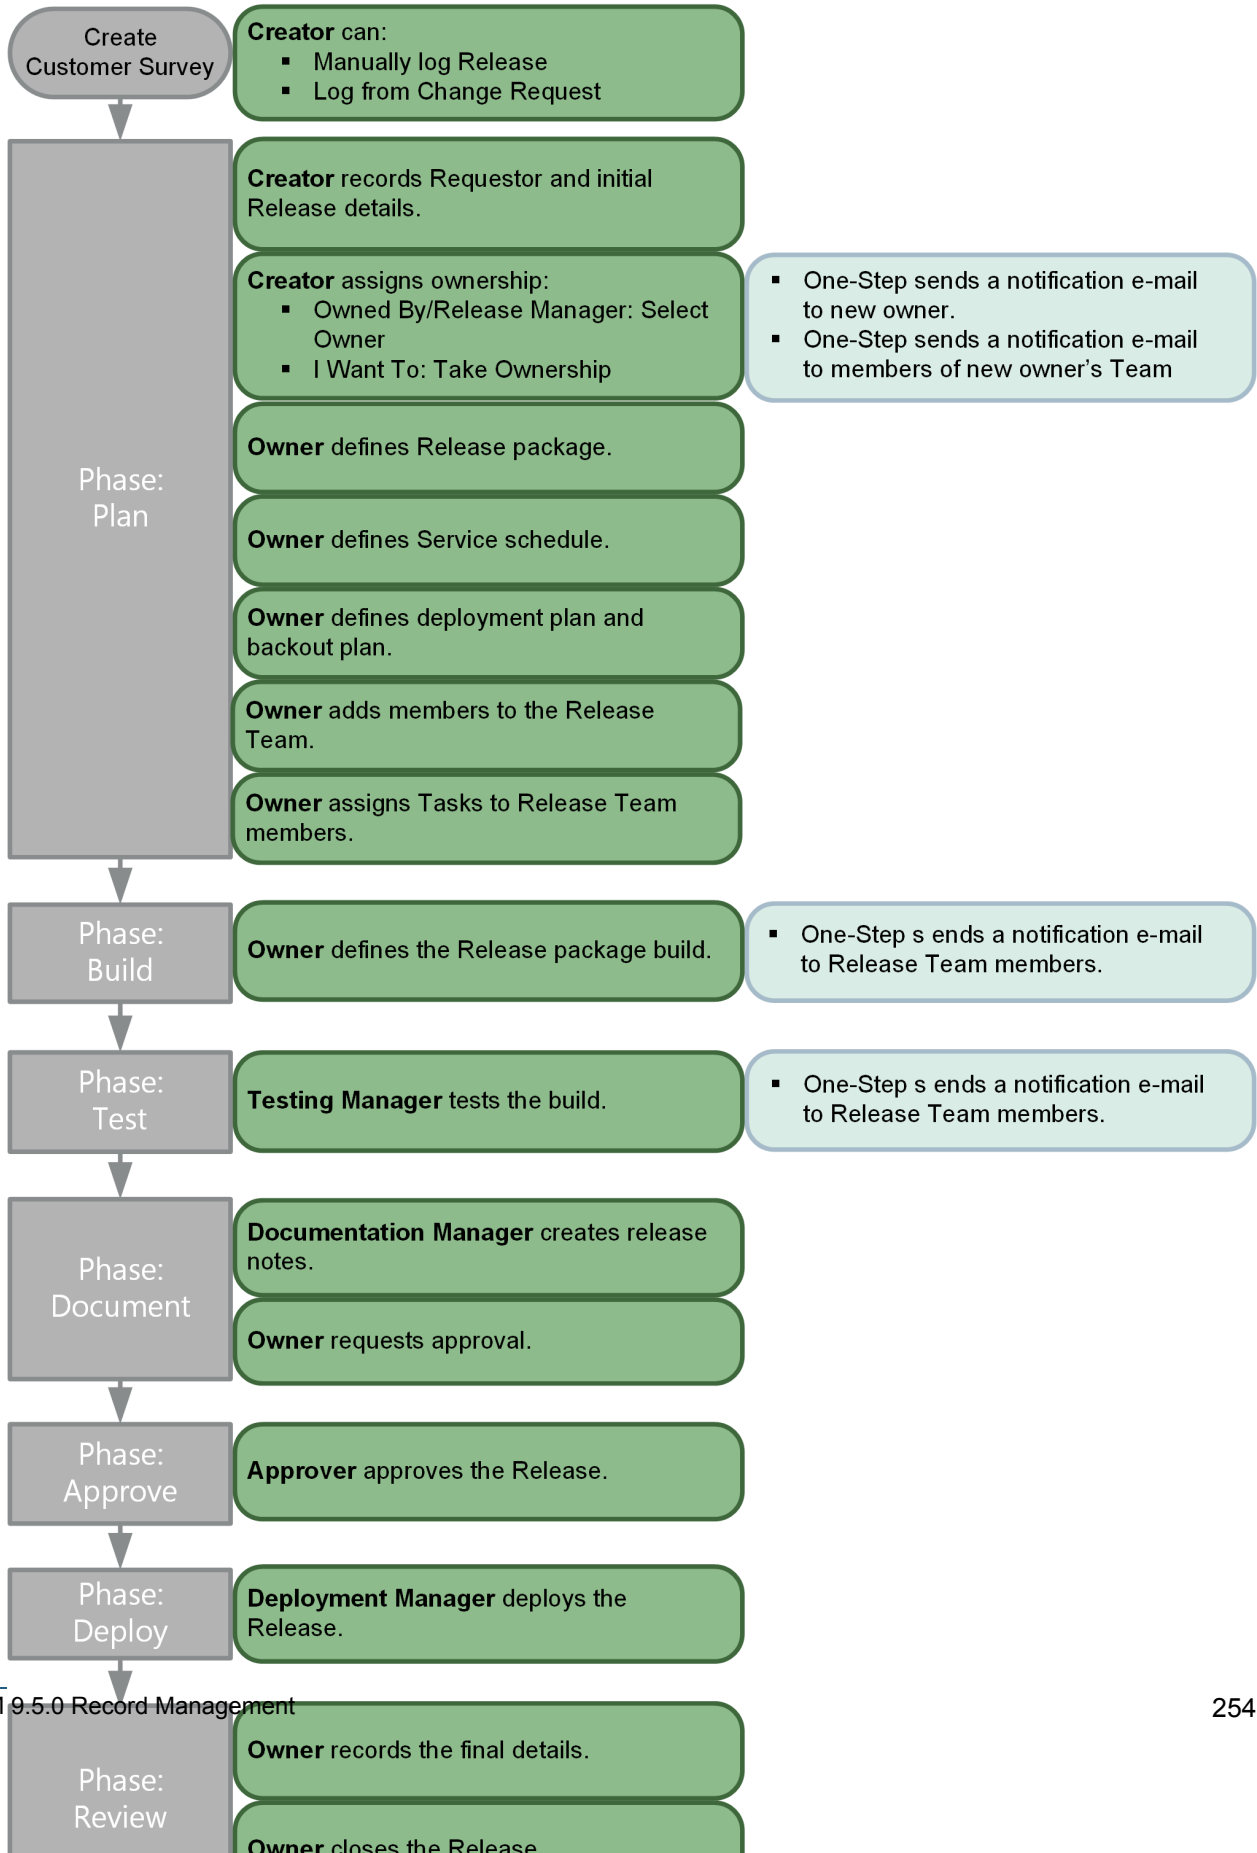 Create
Customer Survey
Creator can:
▪ Manually log Release
▪ Log from Change Request
Phase:
Plan
Creator records Requestor and initial
Release details.
Creator assigns ownership:
▪ Owned By/Release Manager: Select
Owner
▪ I Want To: Take Ownership
▪ One-Step sends a notification e-mail
to new owner.
▪ One-Step sends a notification e-mail
to members of new owner’s Team
Owner defines Release package.
Owner defines Service schedule.
Owner defines deployment plan and
backout plan.
Owner adds members to the Release
Team.
Owner assigns Tasks to Release Team
members.
Phase:
Build
Owner defines the Release package build.
▪ One-Step s ends a notification e-mail
to Release Team members.
Phase:
Test
Testing Manager tests the build.
▪ One-Step s ends a notification e-mail
to Release Team members.
Phase:
Document
Documentation Manager creates release
notes.
Owner requests approval.
Phase:
Approve
Approver approves the Release.
Phase:
Deploy
Deployment Manager deploys the
Release.
9.5.0 Record Management
254
Phase:
Review
Owner records the final details.
Owner closes the Release